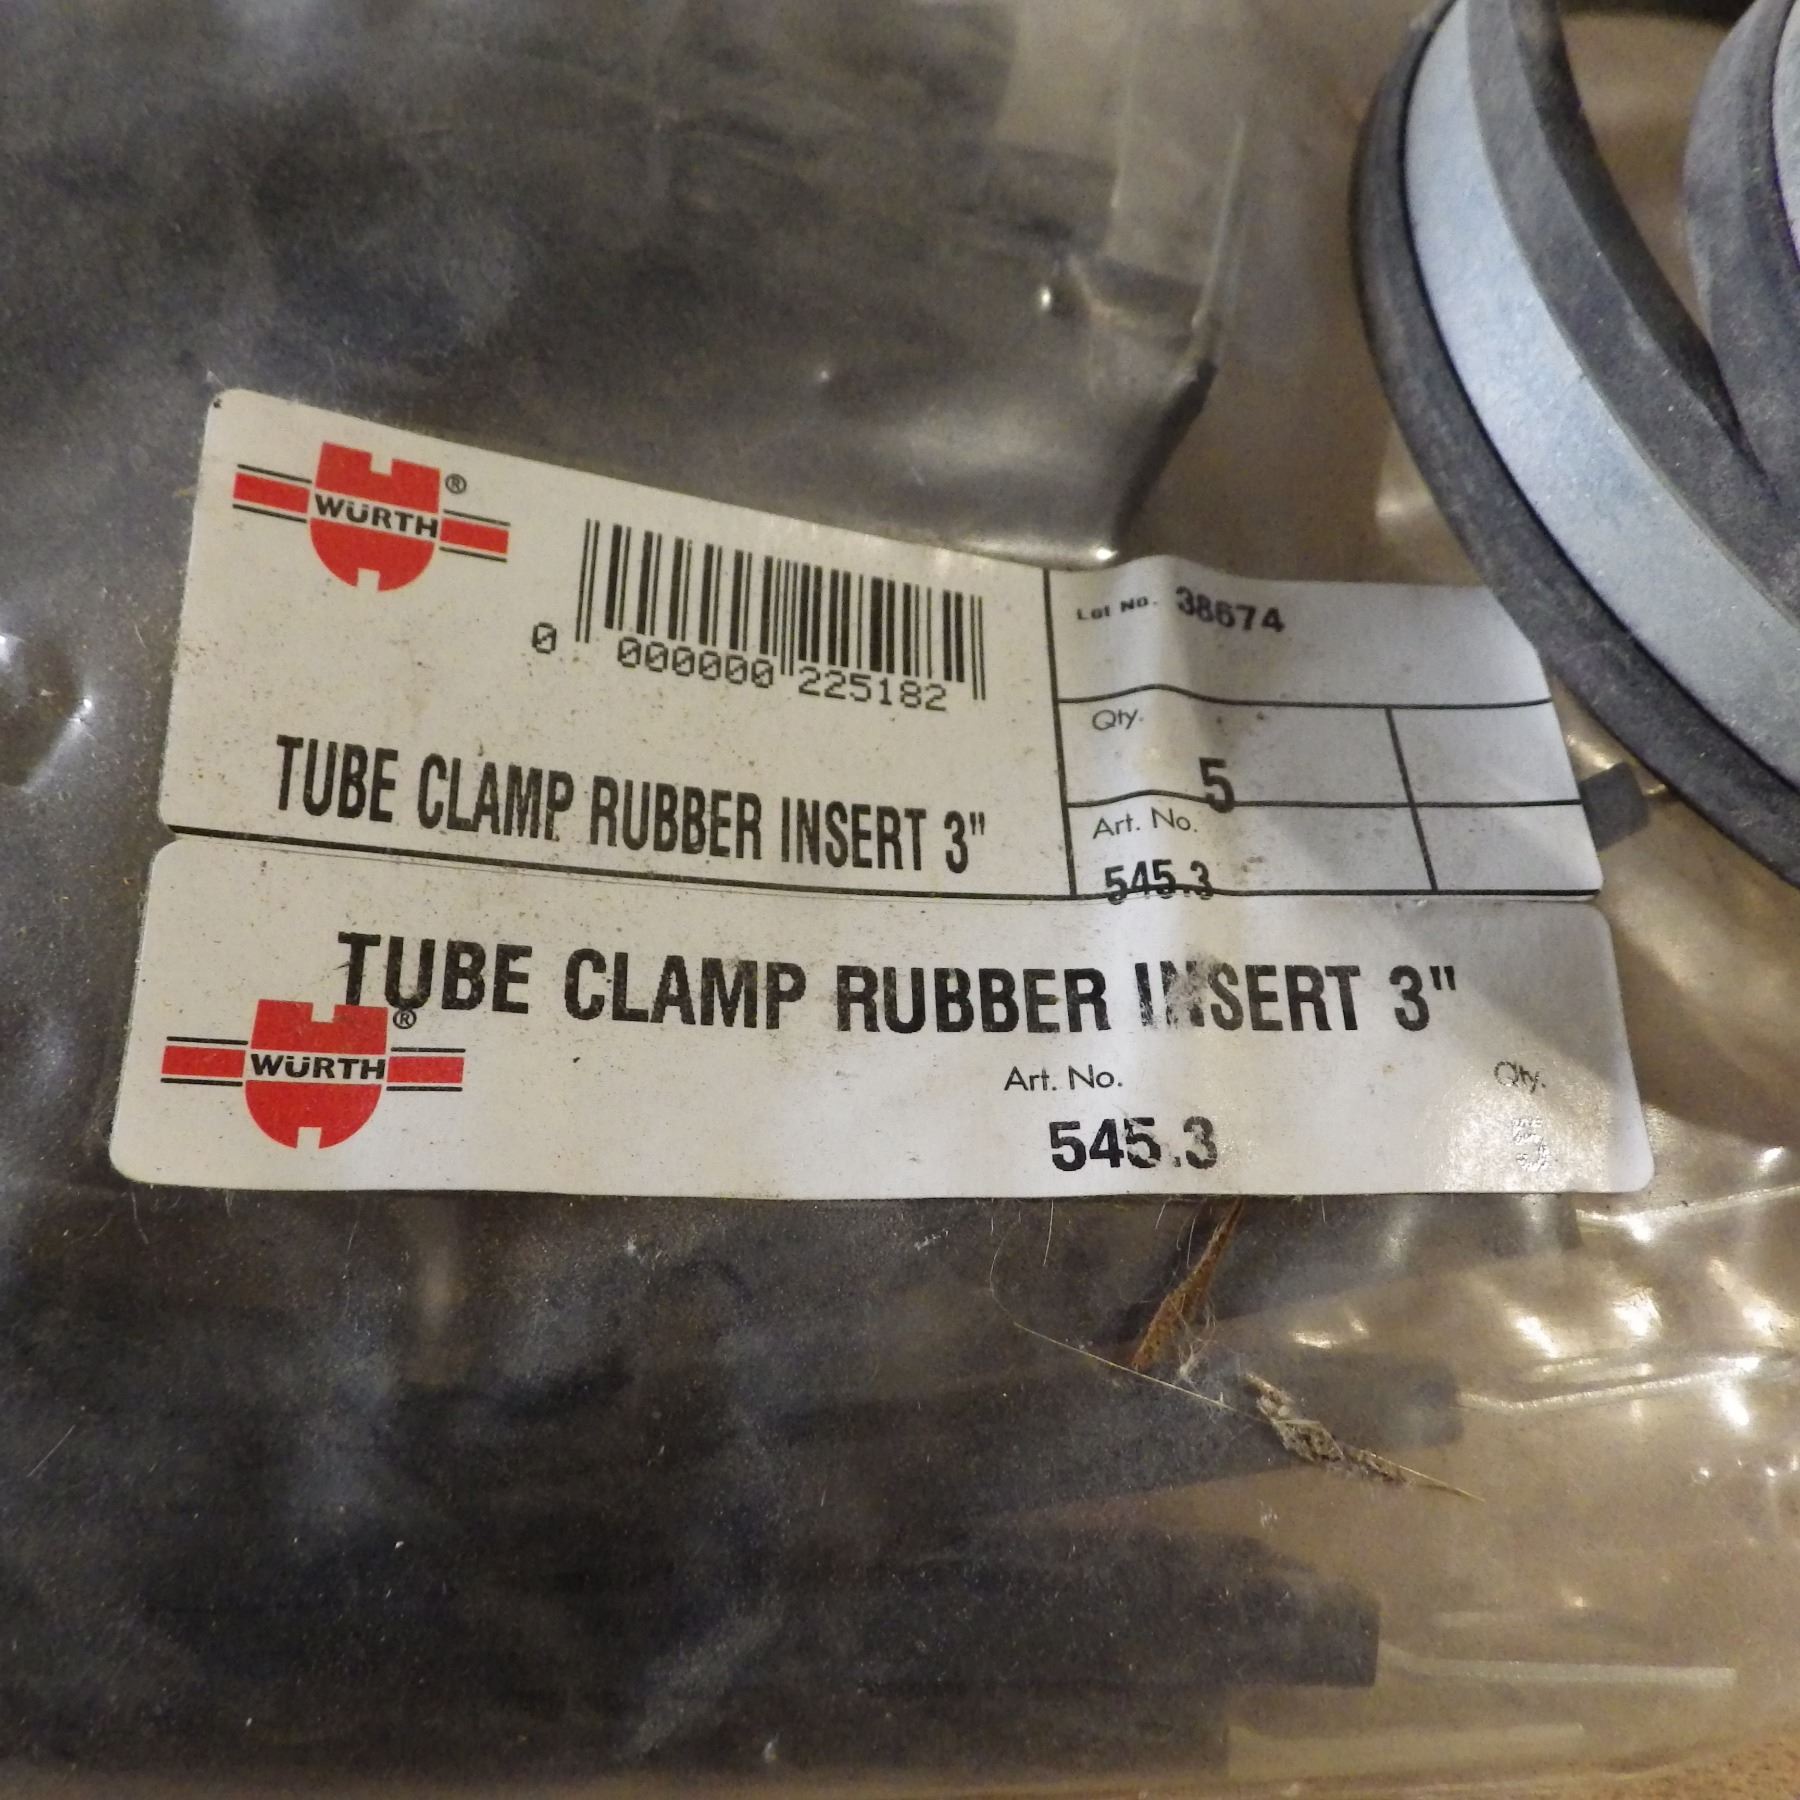 WÜRTH®
0 000000 225182
TUBE CLAMP RUBBER INSERT 3"
Lot No. 38674
Qty.
5
Art. No.
545.3
TUBE CLAMP RUBBER INSERT 3"
WÜRTH®
Art. No.
545.3
Qty.
5